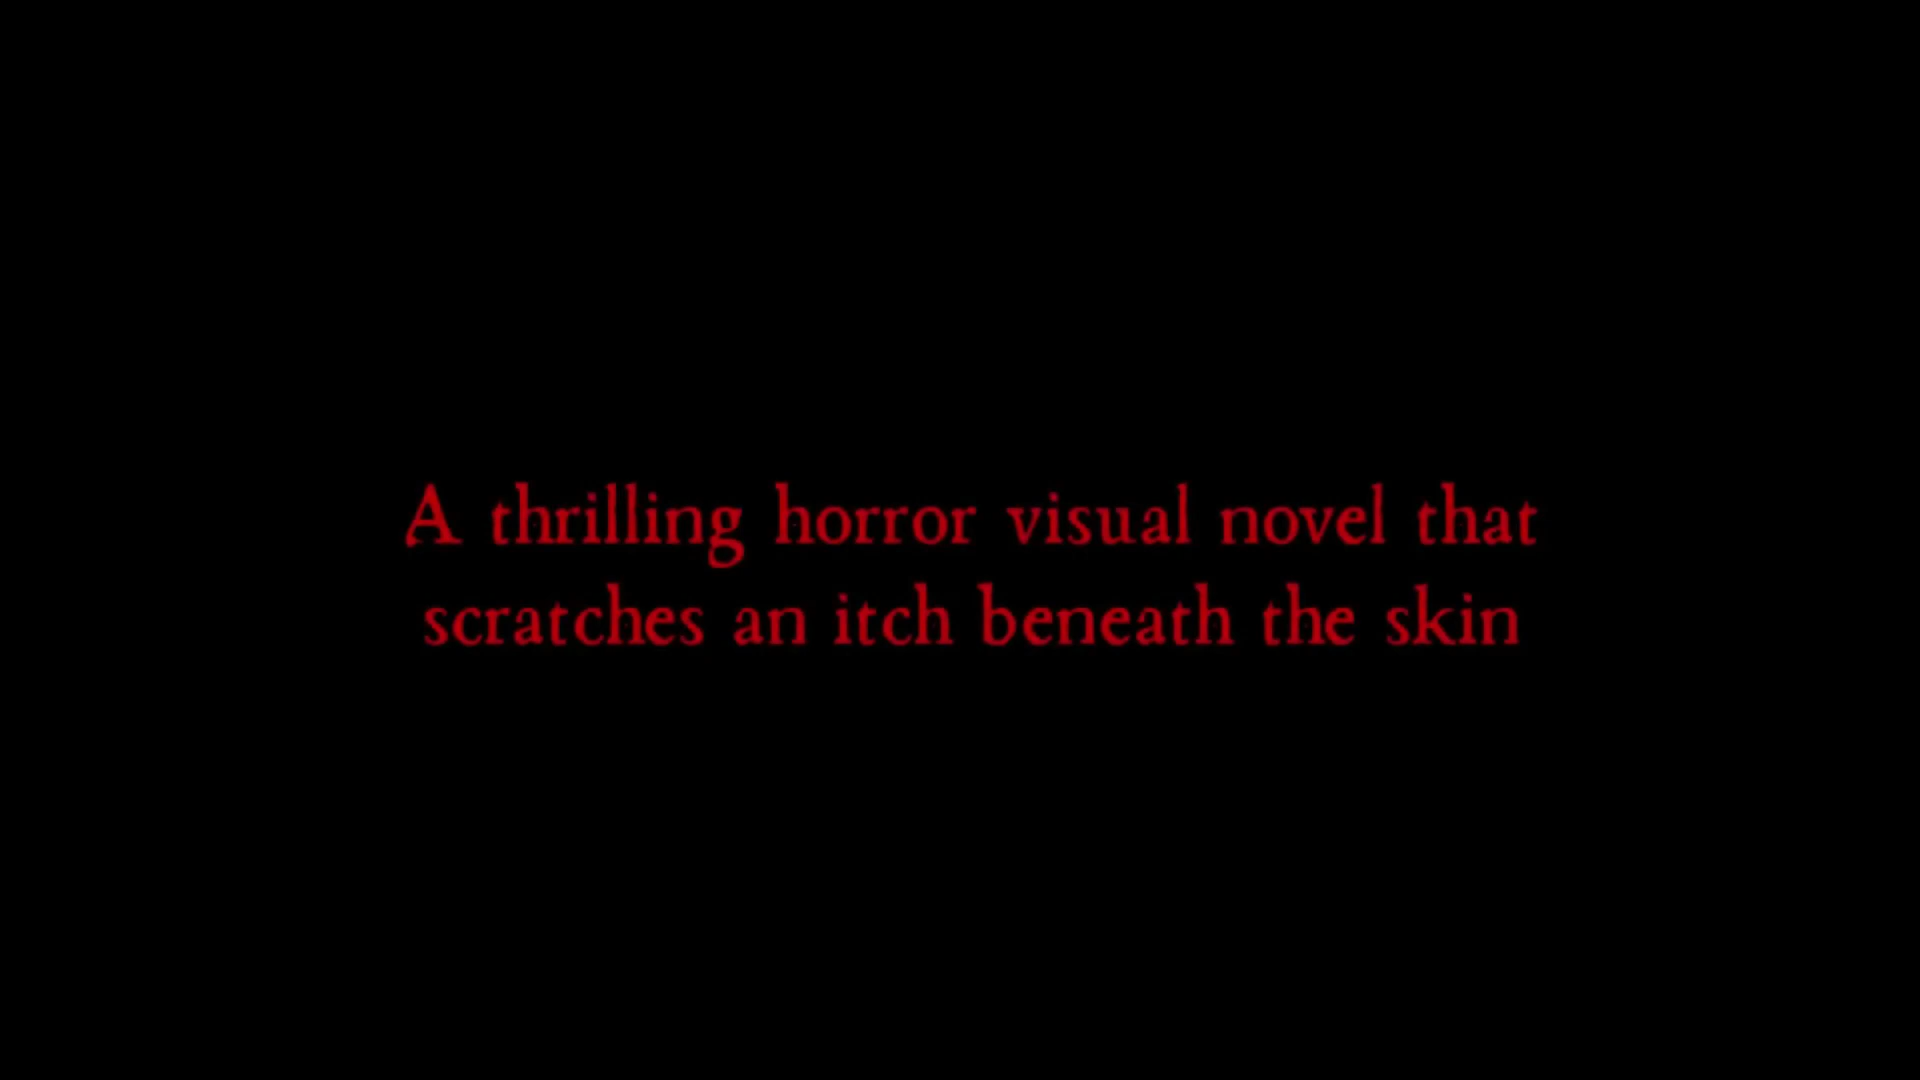 A thrilling horror visual novel that
scratches an itch beneath the skin